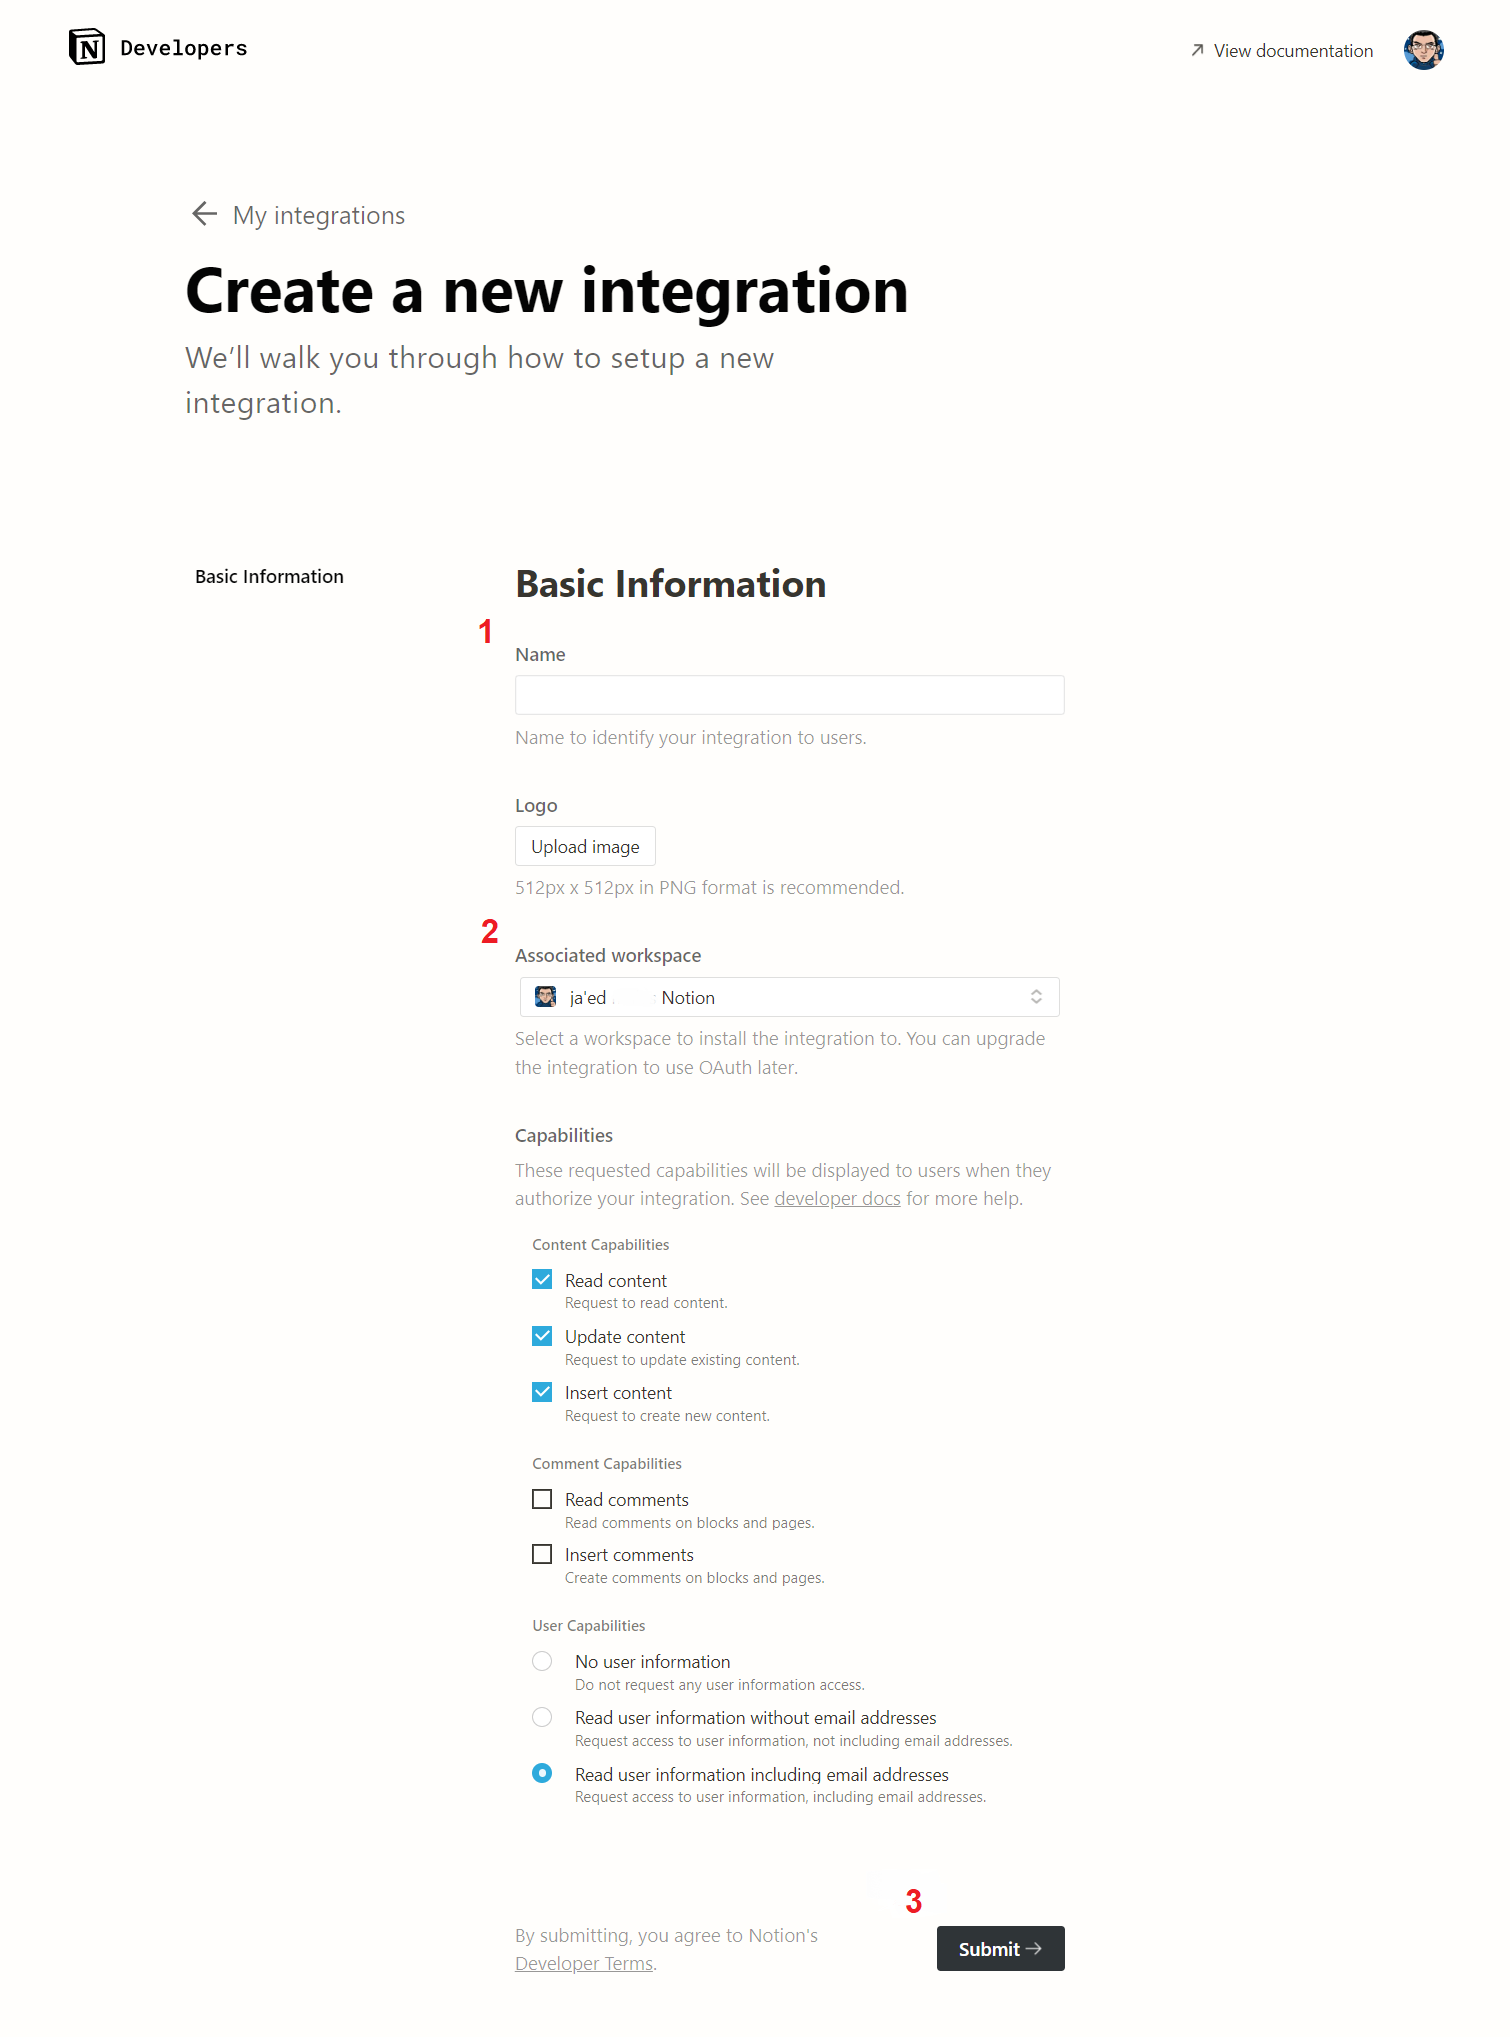 Developers
View documentation
My integrations
Create a new integration
We’ll walk you through how to setup a new
integration.
Basic Information
Basic Information
1
Name
Name to identify your integration to users.
Logo
Upload image
512px x 512px in PNG format is recommended.
2
Associated workspace
ja'ed Notion
Select a workspace to install the integration to. You can upgrade
the integration to use OAuth later.
Capabilities
These requested capabilities will be displayed to users when they
authorize your integration. See developer docs for more help.
Content Capabilities
Read content
Request to read content.
Update content
Request to update existing content.
Insert content
Request to create new content.
Comment Capabilities
Read comments
Read comments on blocks and pages.
Insert comments
Create comments on blocks and pages.
User Capabilities
No user information
Do not request any user information access.
Read user information without email addresses
Request access to user information, not including email addresses.
Read user information including email addresses
Request access to user information, including email addresses.
3
By submitting, you agree to Notion's
Developer Terms.
Submit →